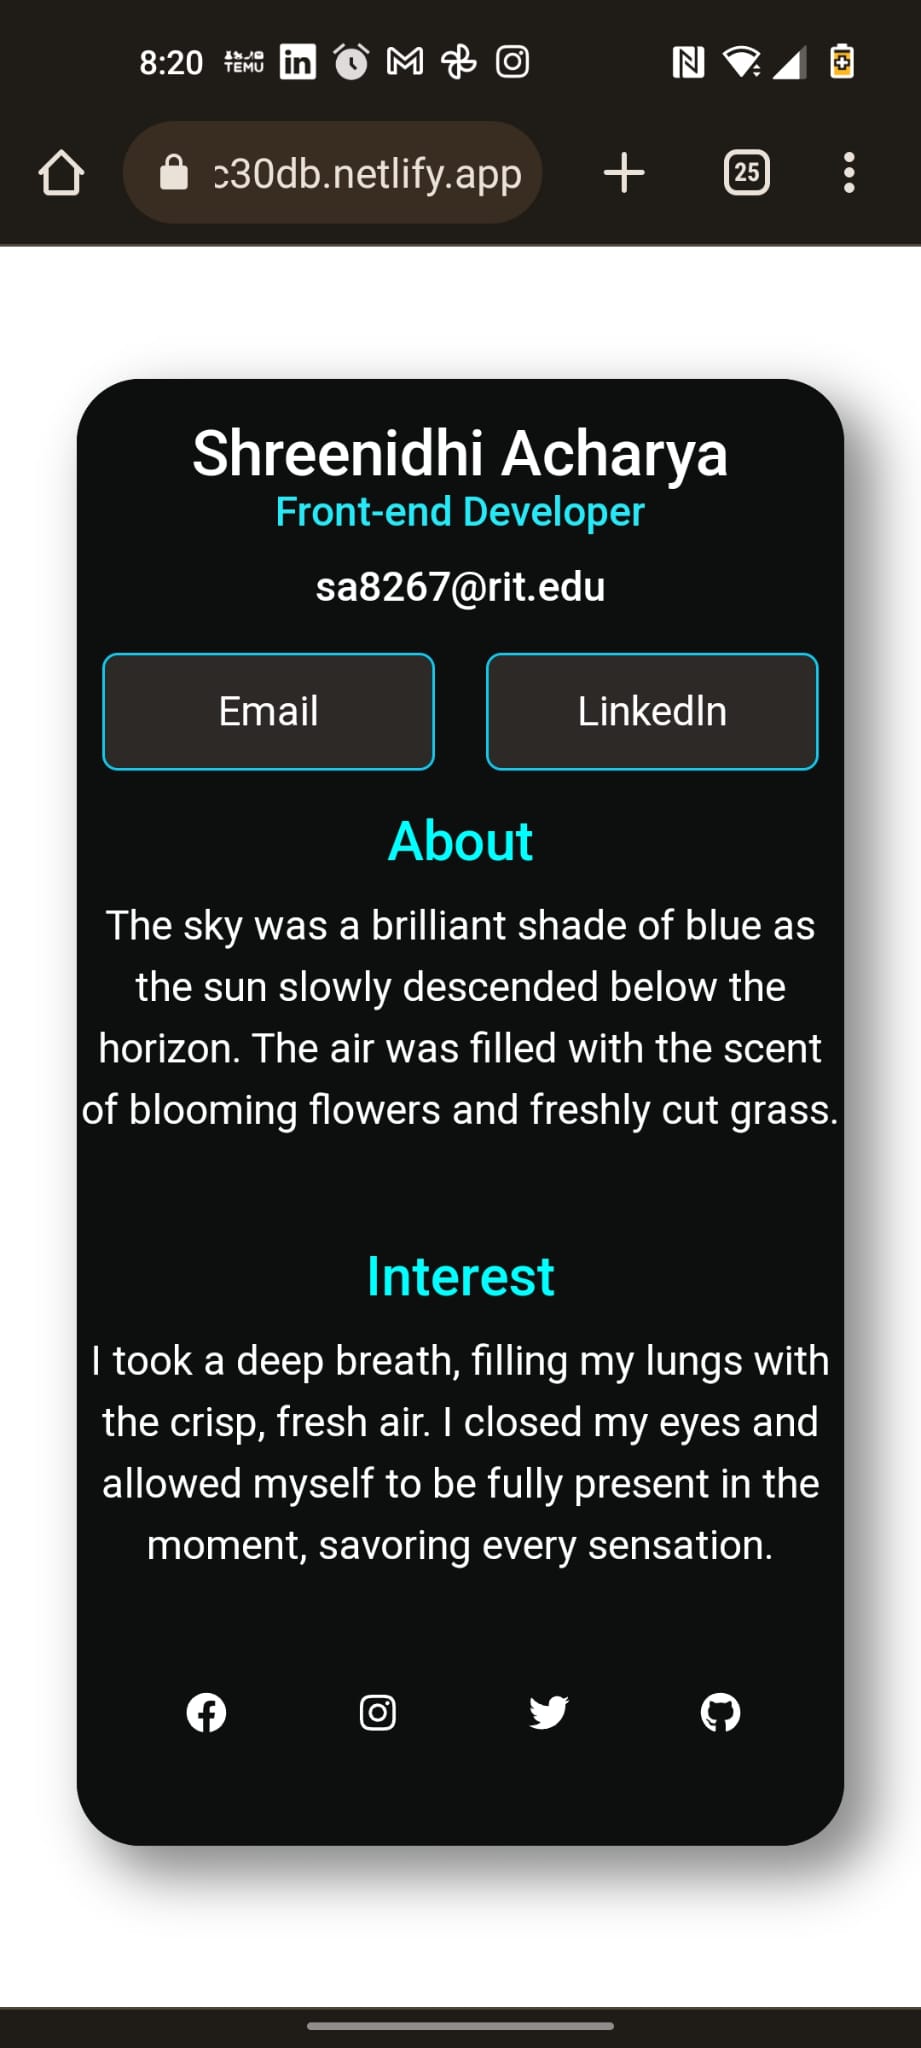 8:20
TEMU
in
c30db.netlify.app
25
Shreenidhi Acharya
Front-end Developer
sa8267@rit.edu
Email
LinkedIn
About
The sky was a brilliant shade of blue as
the sun slowly descended below the
horizon. The air was filled with the scent
of blooming flowers and freshly cut grass.
Interest
I took a deep breath, filling my lungs with
the crisp, fresh air. I closed my eyes and
allowed myself to be fully present in the
moment, savoring every sensation.